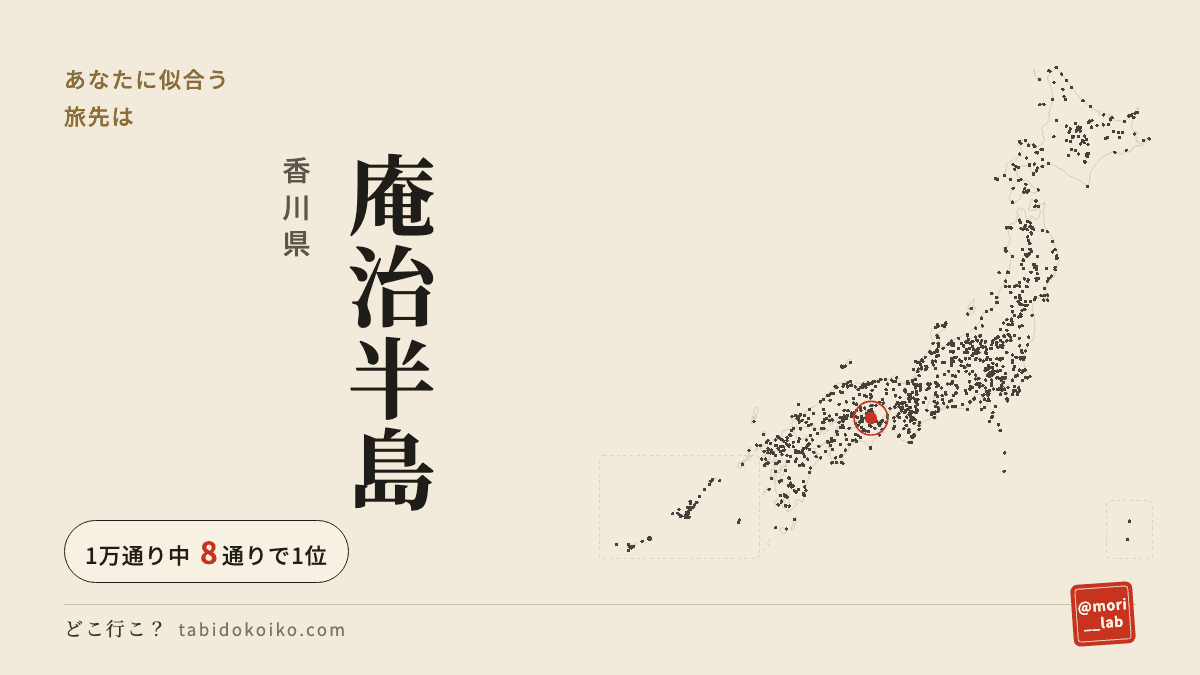 あなたに似合う
旅先は
庵治半島
香川県
1万通り中 8通りで1位
どこ行こ？ tabidokoiko.com
@mori
__lab